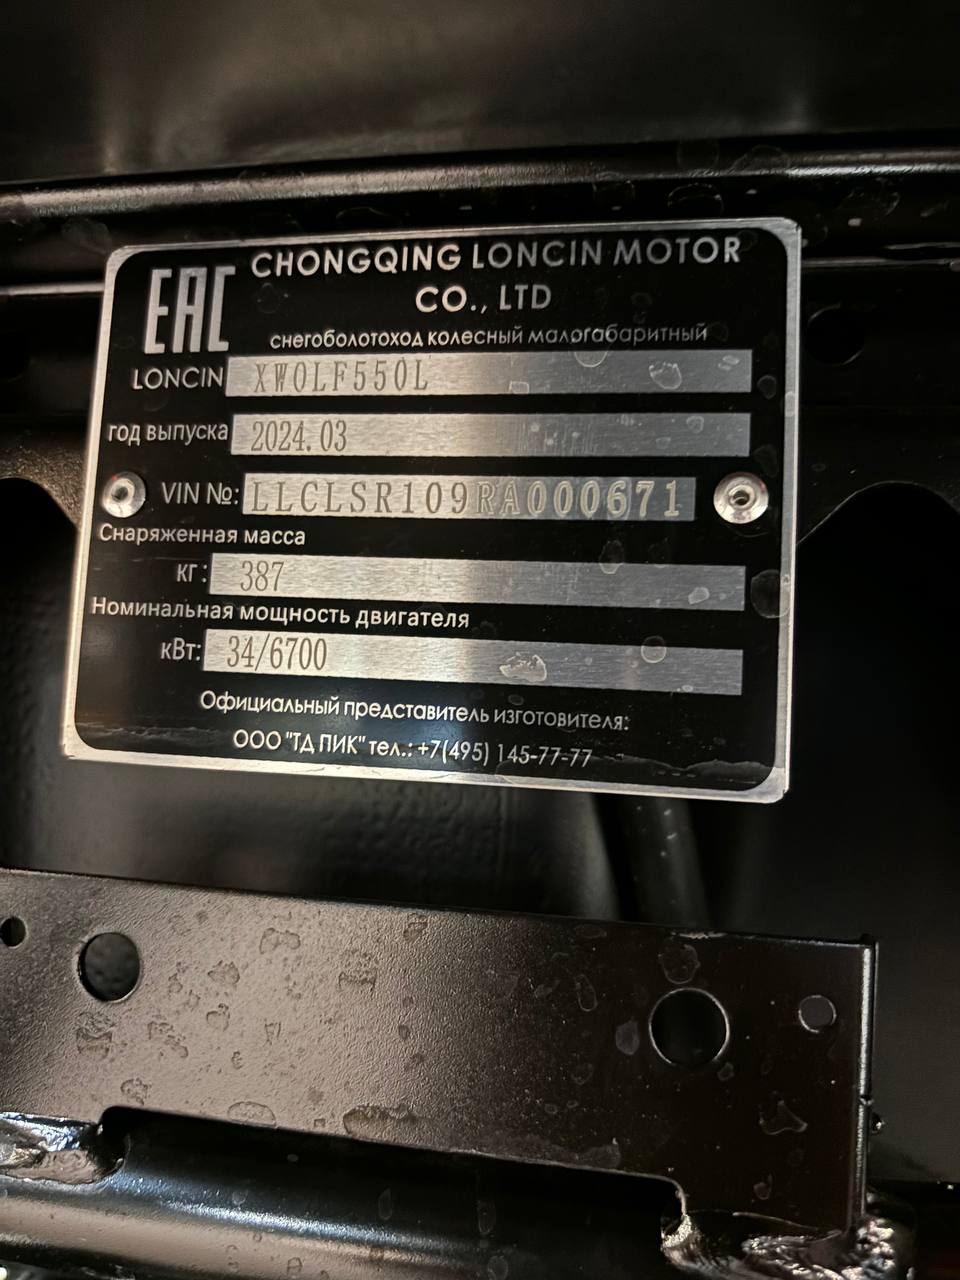 EAC
CHONGQING LONCIN MOTOR
CO., LTD
снегоболотоход колесный малогабаритный
LONCIN XWOLF550L
год выпуска 2024.03
VIN №: LLCLSR109RA000671
Снаряженная масса
кг: 387
Номинальная мощность двигателя
кВт: 34/6700
Официальный представитель изготовителя:
ООО "ТД ПИК" тел.: +7(495) 145-77-77